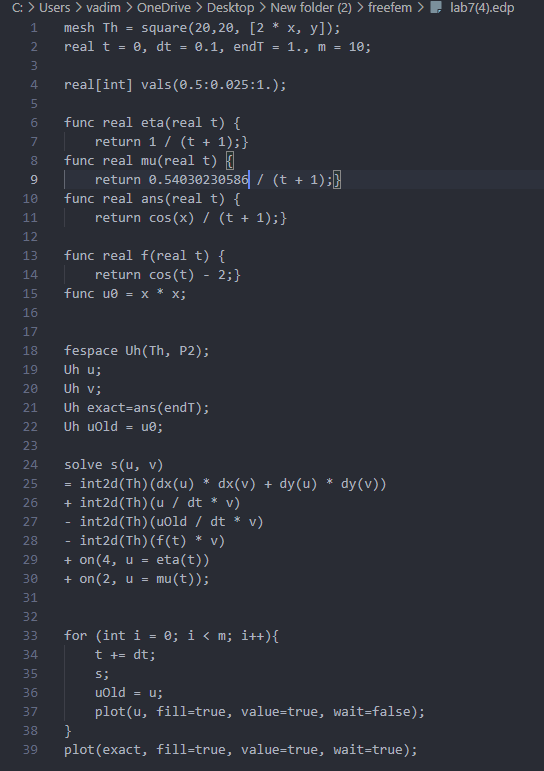 C: > Users > vadim > OneDrive > Desktop > New folder (2) > freefem > lab7(4).edp
1 mesh Th = square(20,20, [2 * x, y]);
2 real t = 0, dt = 0.1, endT = 1., m = 10;
3
4 real[int] vals(0.5:0.025:1.);
5
6 func real eta(real t) {
7     return 1 / (t + 1);}
8 func real mu(real t) {
9     return 0.54030230586 / (t + 1);}
10 func real ans(real t) {
11     return cos(x) / (t + 1);}
12
13 func real f(real t) {
14     return cos(t) - 2;}
15 func u0 = x * x;
16
17
18 fespace Uh(Th, P2);
19 Uh u;
20 Uh v;
21 Uh exact=ans(endT);
22 Uh uOld = u0;
23
24 solve s(u, v)
25 = int2d(Th)(dx(u) * dx(v) + dy(u) * dy(v))
26 + int2d(Th)(u / dt * v)
27 - int2d(Th)(uOld / dt * v)
28 - int2d(Th)(f(t) * v)
29 + on(4, u = eta(t))
30 + on(2, u = mu(t));
31
32
33 for (int i = 0; i < m; i++){
34     t += dt;
35     s;
36     uOld = u;
37     plot(u, fill=true, value=true, wait=false);
38 }
39 plot(exact, fill=true, value=true, wait=true);